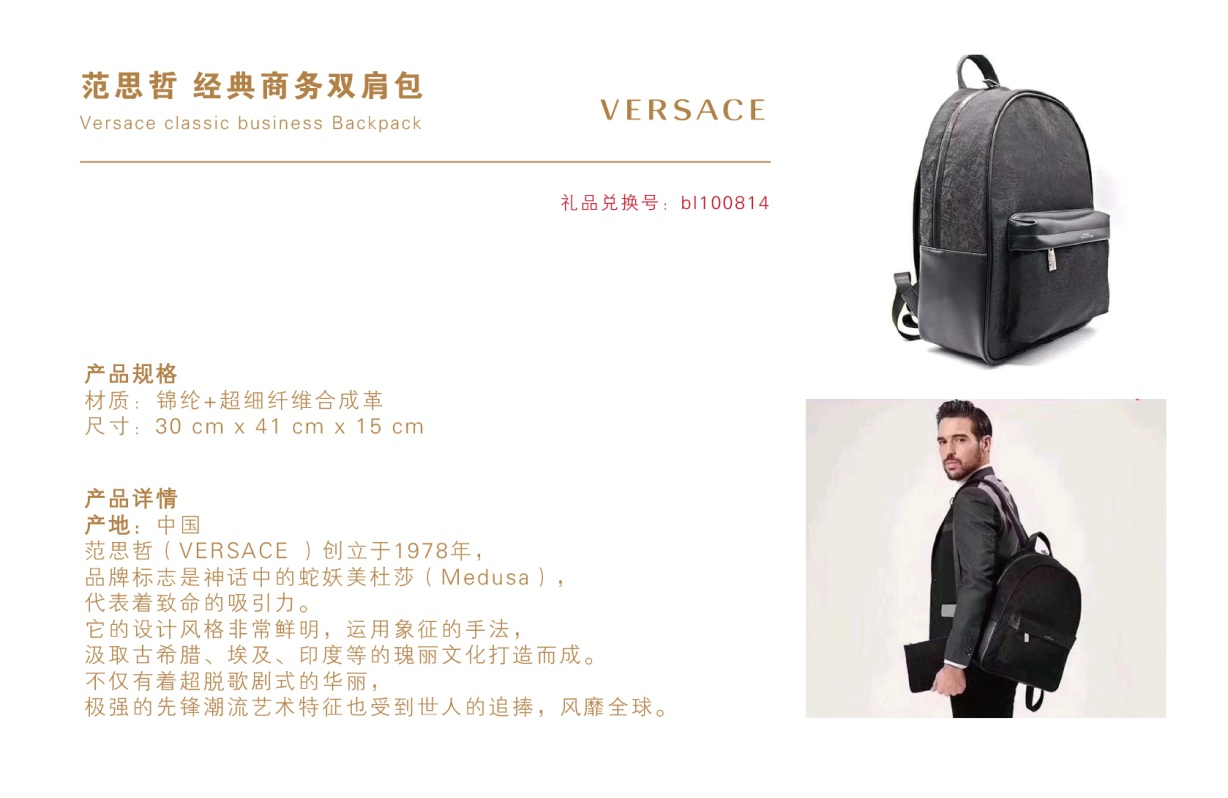 范思哲 经典商务双肩包
Versace classic business Backpack
VERSACE
礼品兑换号：bl100814
产品规格
材质：锦纶+超细纤维合成革
尺寸：30 cm x 41 cm x 15 cm
产品详情
产地：中国
范思哲（VERSACE ）创立于1978年，
品牌标志是神话中的蛇妖美杜莎（Medusa），
代表着致命的吸引力。
它的设计风格非常鲜明，运用象征的手法，
汲取古希腊、埃及、印度等的瑰丽文化打造而成。
不仅有着超脱歌剧式的华丽，
极强的先锋潮流艺术特征也受到世人的追捧，风靡全球。